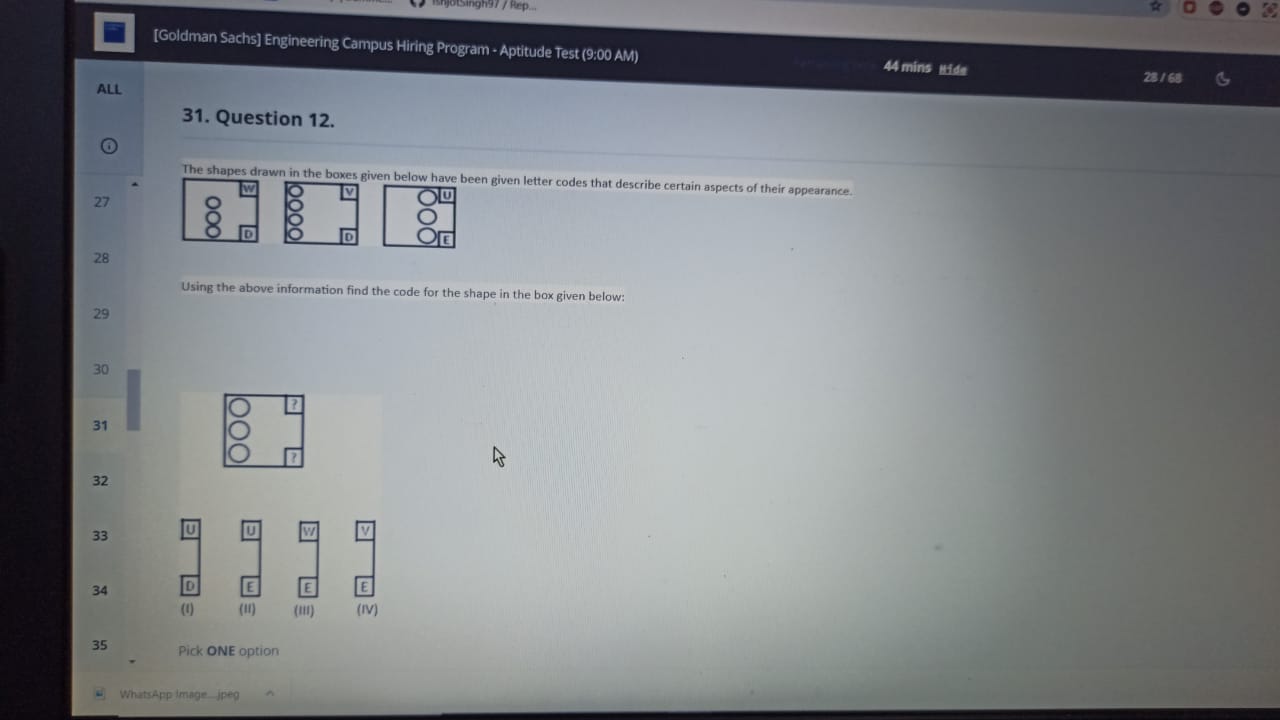 [Goldman Sachs] Engineering Campus Hiring Program - Aptitude Test (9:00 AM)
44 mins Hide
28 / 68
ALL
31. Question 12.
The shapes drawn in the boxes given below have been given letter codes that describe certain aspects of their appearance.
W V U
D D E
27
28
Using the above information find the code for the shape in the box given below:
29
30
?
31
?
32
U U W V
33
D E E E
34
(I) (II) (III) (IV)
35
Pick ONE option
WhatsApp Image....jpeg